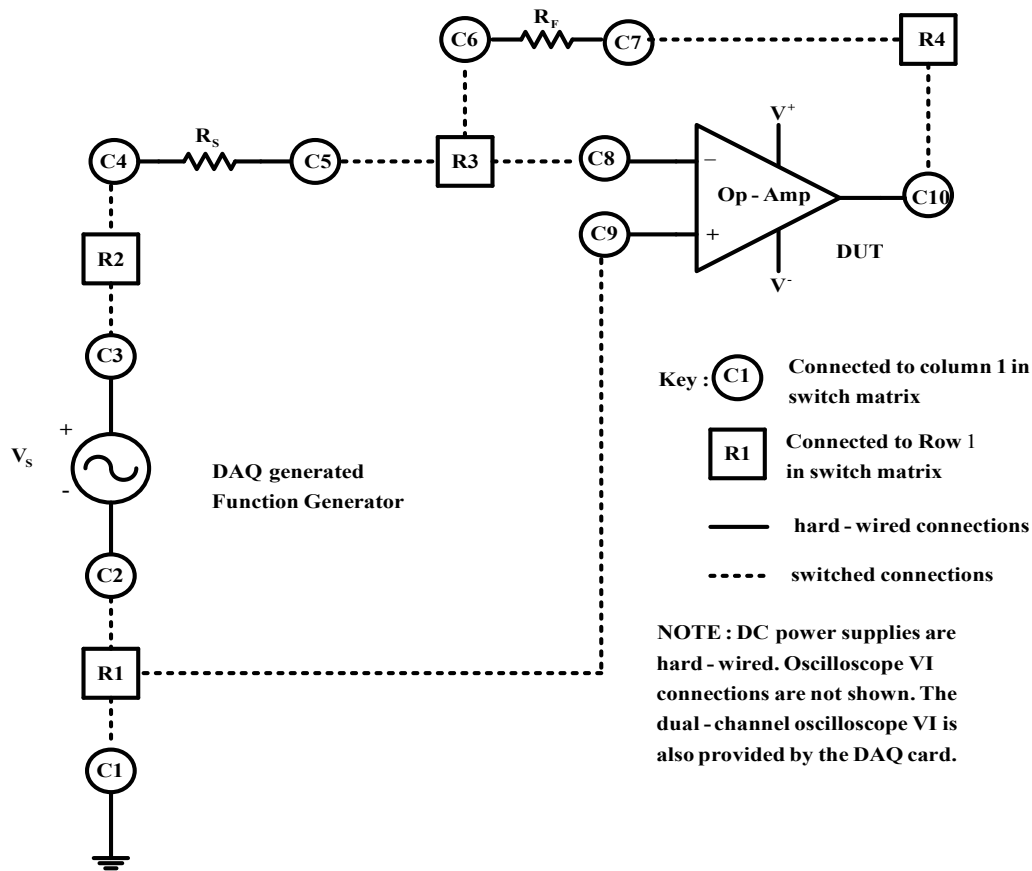 C6
R_F
C7
R4
V^+
C4
R_S
C5
R3
C8
−
Op - Amp
C10
C9
+
DUT
R2
V^-
C3
Key :
C1
Connected to column 1 in
switch matrix
+
V_S
-
DAQ generated
Function Generator
R1
Connected to Row 1
in switch matrix
hard - wired connections
C2
switched connections
R1
NOTE : DC power supplies are
hard - wired. Oscilloscope VI
connections are not shown. The
dual - channel oscilloscope VI is
also provided by the DAQ card.
C1